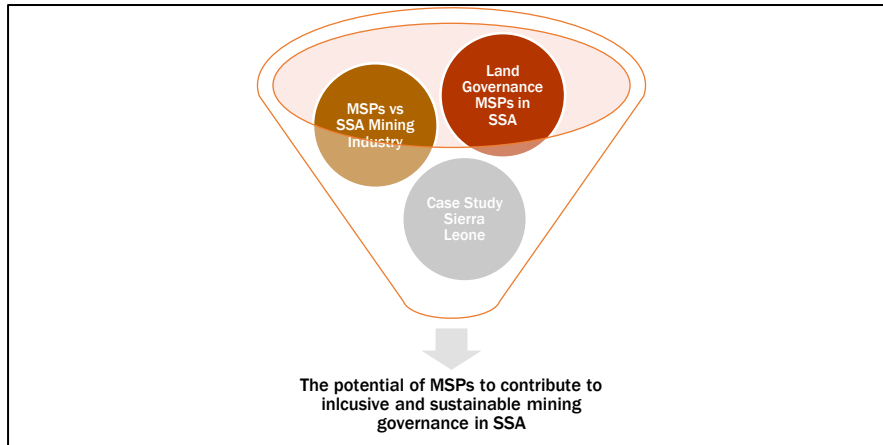 Land
Governance
MSPs in
SSA
MSPs vs
SSA Mining
Industry
Case Study
Sierra
Leone
The potential of MSPs to contribute to
inlcusive and sustainable mining
governance in SSA